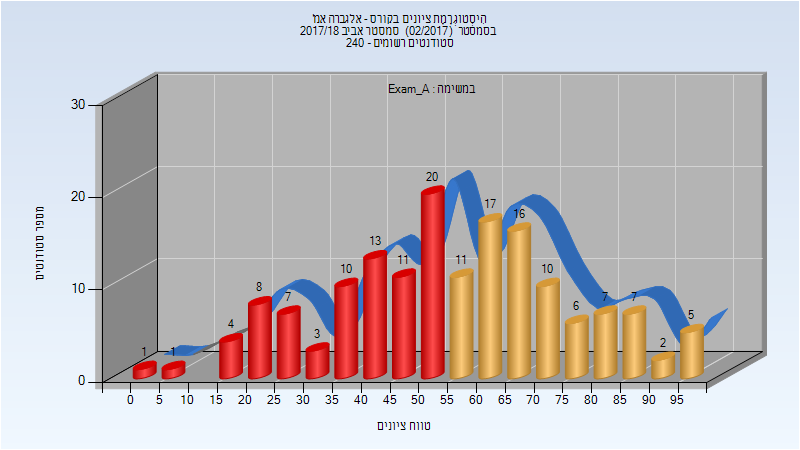 היסטוגרמת ציונים בקורס - אלגברה אמ'
בסמסטר (02/2017) סמסטר אביב 2017/18
סטודנטים רשומים - 240
במשימה : Exam_A
מספר סטודנטים
30
20
10
0
1 1 4 8 7 3 10 13 11 20 11 17 16 10 6 7 7 2 5
0 5 10 15 20 25 30 35 40 45 50 55 60 65 70 75 80 85 90 95
טווח ציונים